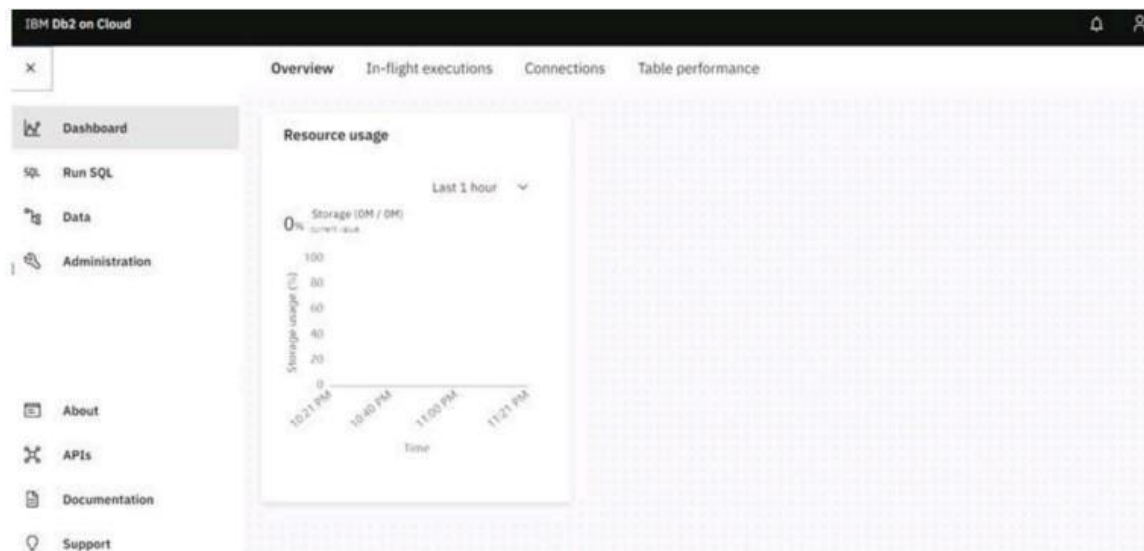 IBM Db2 on Cloud
Overview In-flight executions Connections Table performance
Dashboard
SQL Run SQL
Data
Administration
About
APIs
Documentation
Support
Resource usage
Last 1 hour
0% Storage (0M / 0M)
100
80
60
40
20
0
Storage usage (%)
10:21 PM 10:40 PM 11:00 PM 11:21 PM
Time